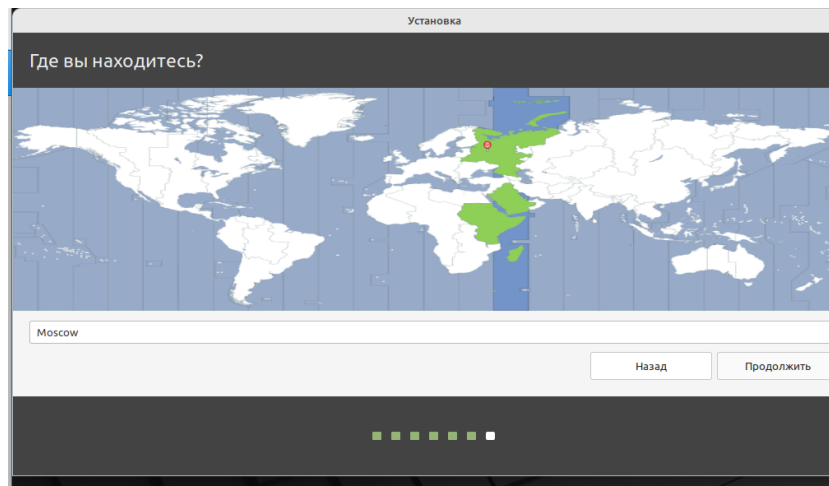 Установка
Где вы находитесь?
Moscow
Назад
Продолжить